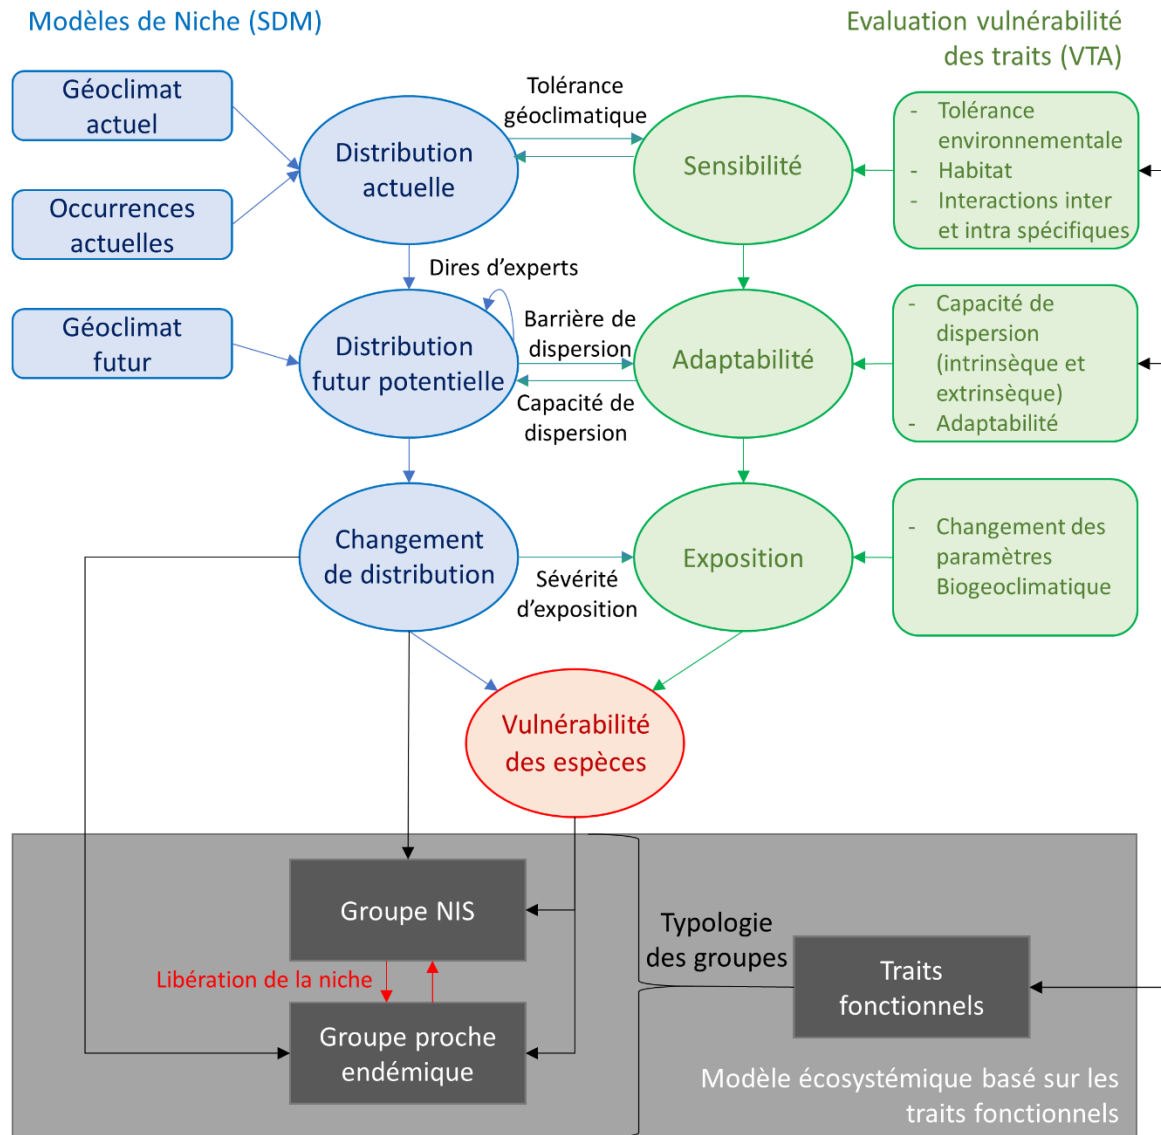 Modèles de Niche (SDM)
Evaluation vulnérabilité
des traits (VTA)
Géoclimat
actuel
Occurrences
actuelles
Distribution
actuelle
Tolérance
géoclimatique
Sensibilité
- Tolérance
environnementale
- Habitat
- Interactions inter
et intra spécifiques
Dires d'experts
Géoclimat
futur
Distribution
futur potentielle
Barrière de
dispersion
Capacité de
dispersion
Adaptabilité
- Capacité de
dispersion
(intrinsèque et
extrinsèque)
- Adaptabilité
Changement
de distribution
Sévérité
d'exposition
Exposition
- Changement des
paramètres
Biogeoclimatique
Vulnérabilité
des espèces
Groupe NIS
Libération de la niche
Groupe proche
endémique
Typologie
des groupes
Traits
fonctionnels
Modèle écosystémique basé sur les
traits fonctionnels